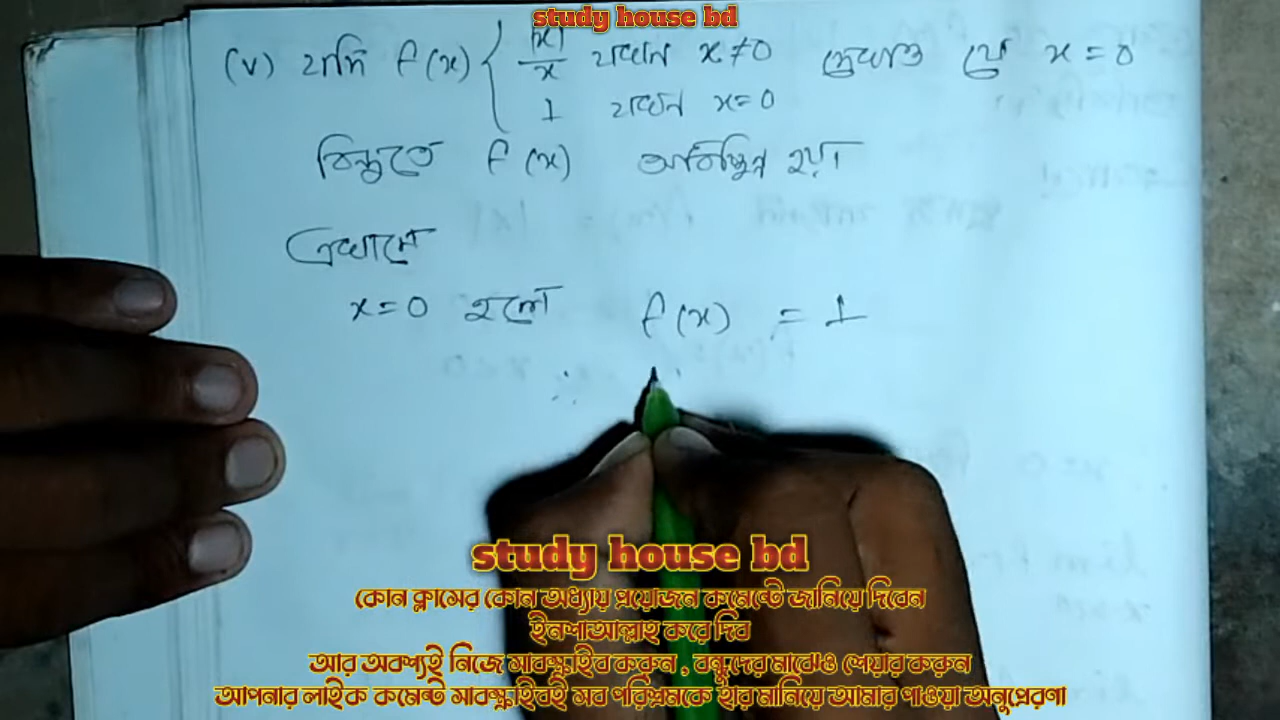 study house bd
(v) যদি f(x) { |x|/x যখন x ≠ 0 দেখাও যে x = 0
1 যখন x = 0
বিন্দুতে f(x) অবিচ্ছিন্ন হয়।
এখানে
x = 0 হলে f(x) = 1
∴
study house bd
কোন ক্লাসের কোন অধ্যায় প্রয়োজন কমেন্টে জানিয়ে দিবেন
ইনশাআল্লাহ করে দিব
আর অবশ্যই নিজে সাবস্ক্রাইব করুন , বন্ধুদের মাঝেও শেয়ার করুন
আপনার লাইক কমেন্ট সাবস্ক্রাইবই সব পরিশ্রমকে হার মানিয়ে আমার পাওয়া অনুপ্রেরণা